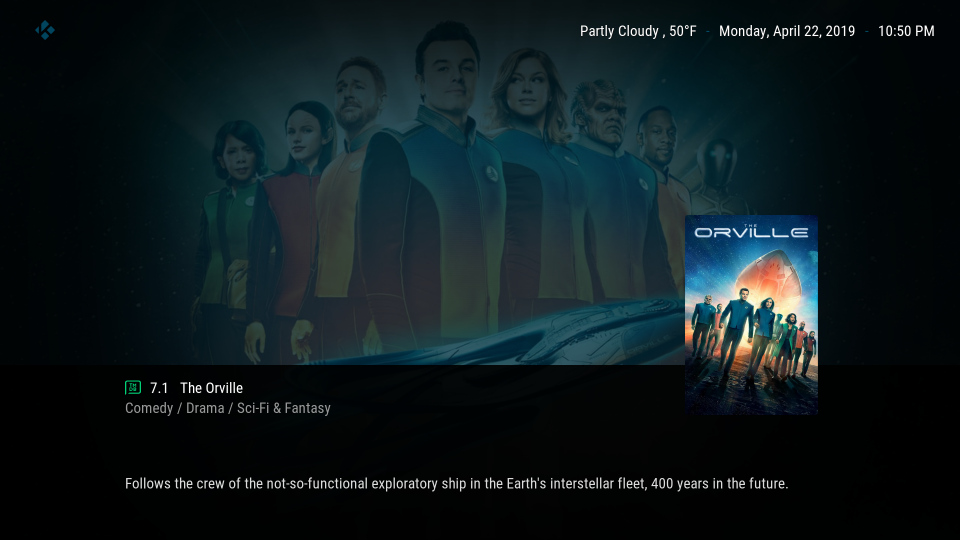 Partly Cloudy , 50°F - Monday, April 22, 2019 - 10:50 PM
THE
ORVILLE
7.1 The Orville
Comedy / Drama / Sci-Fi & Fantasy
Follows the crew of the not-so-functional exploratory ship in the Earth's interstellar fleet, 400 years in the future.